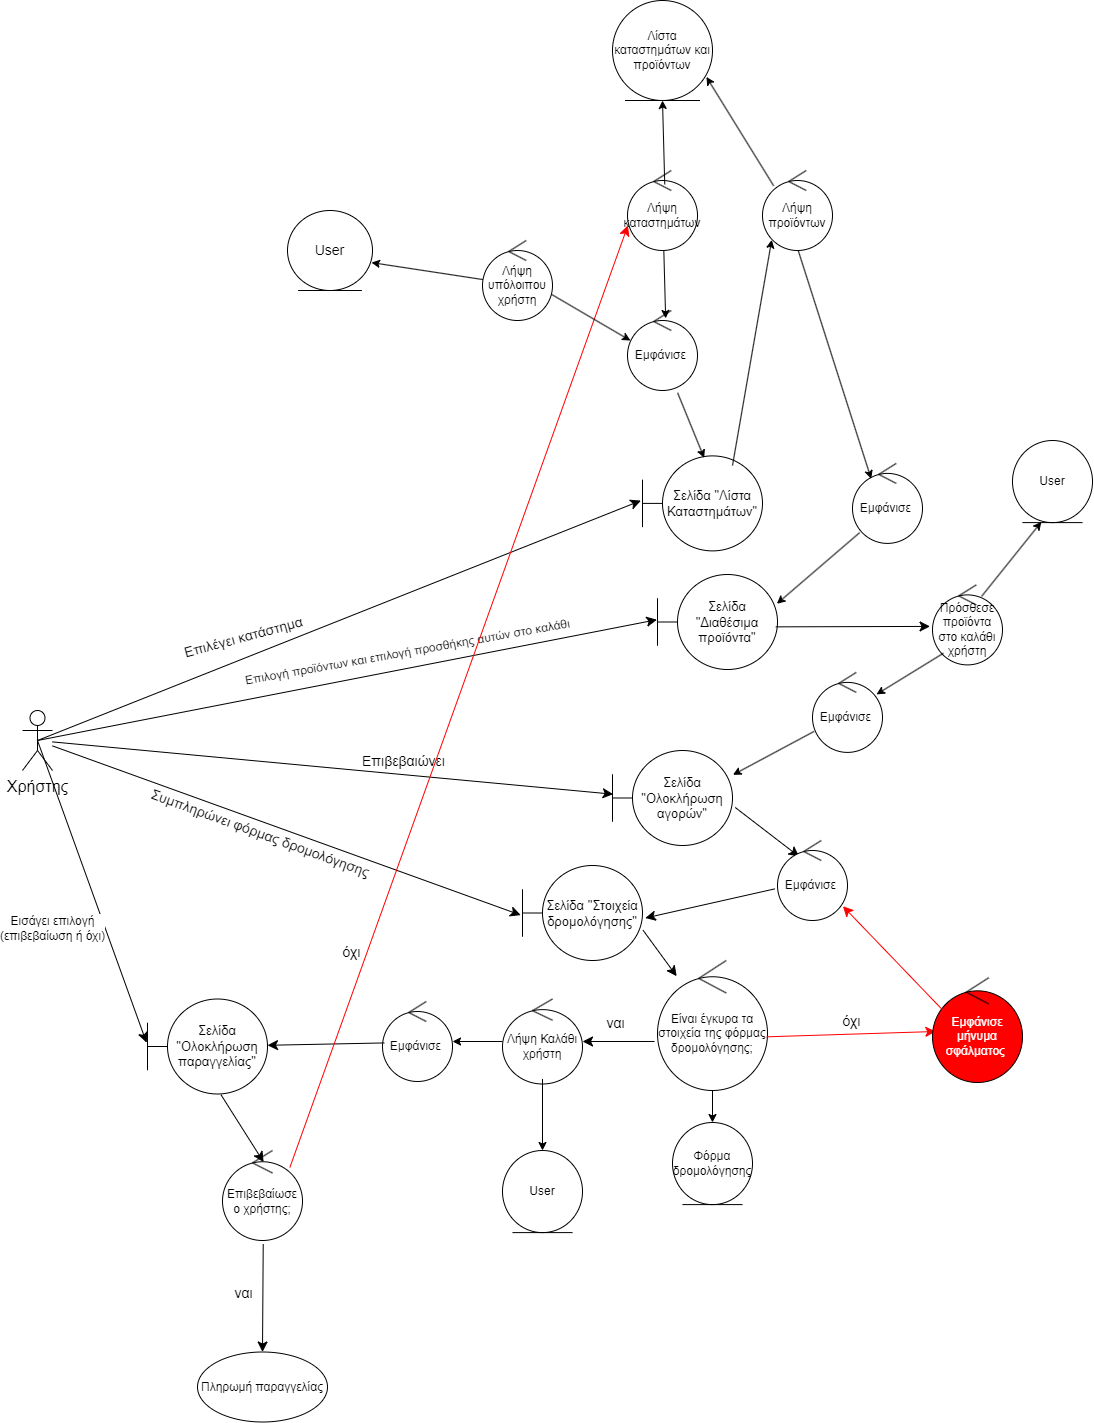 Λίστα
καταστημάτων και
προϊόντων
Λήψη
καταστημάτων
Λήψη
προϊόντων
User
Λήψη
υπόλοιπου
χρήστη
Εμφάνισε
Σελίδα "Λίστα
Καταστημάτων"
Εμφάνισε
User
Επιλέγει κατάστημα
Σελίδα
"Διαθέσιμα
προϊόντα"
Πρόσθεσε
προϊόντα
στο καλάθι
χρήστη
Επιλογή προϊόντων και επιλογή προσθήκης αυτών στο καλάθι
Εμφάνισε
Χρήστης
Επιβεβαιώνει
Σελίδα
"Ολοκλήρωση
αγορών"
Συμπληρώνει φόρμας δρομολόγησης
Εμφάνισε
Σελίδα "Στοιχεία
δρομολόγησης"
Εισάγει επιλογή
(επιβεβαίωση ή όχι)
όχι
Σελίδα
"Ολοκλήρωση
παραγγελίας"
Εμφάνισε
Λήψη Καλάθι
χρήστη
ναι
Είναι έγκυρα τα
στοιχεία της φόρμας
δρομολόγησης;
όχι
Εμφάνισε
μήνυμα
σφάλματος
Φόρμα
δρομολόγησης
User
Επιβεβαίωσε
ο χρήστης;
ναι
Πληρωμή παραγγελίας